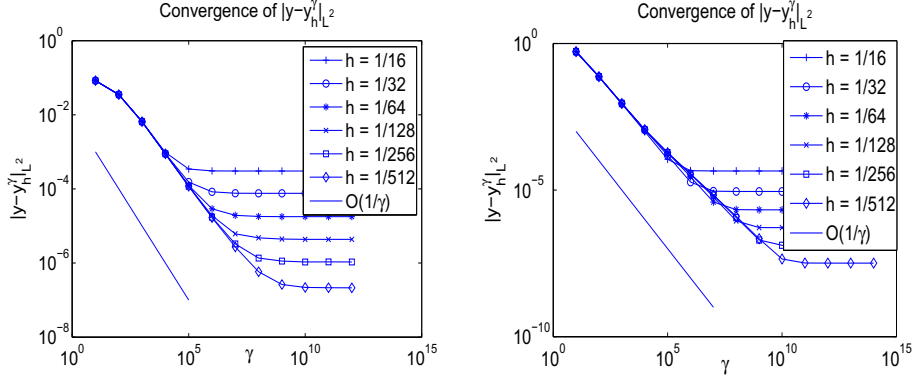 Convergence of |y−y_h^γ|_{L^2}
10^0
10^{−2}
10^{−4}
10^{−6}
10^{−8}
|y−y_h^γ|_{L^2}
h = 1/16
h = 1/32
h = 1/64
h = 1/128
h = 1/256
h = 1/512
O(1/γ)
10^0
10^5
10^{10}
10^{15}
γ
Convergence of |y−y_h^γ|_{L^2}
10^0
10^{−5}
10^{−10}
|y−y_h^γ|_{L^2}
h = 1/16
h = 1/32
h = 1/64
h = 1/128
h = 1/256
h = 1/512
O(1/γ)
10^0
10^5
10^{10}
10^{15}
γ